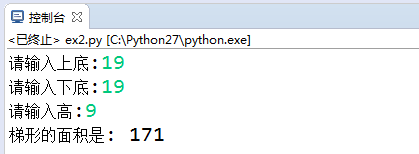 控制台
<已终止> ex2.py [C:\Python27\python.exe]
请输入上底:19
请输入下底:19
请输入高:9
梯形的面积是: 171